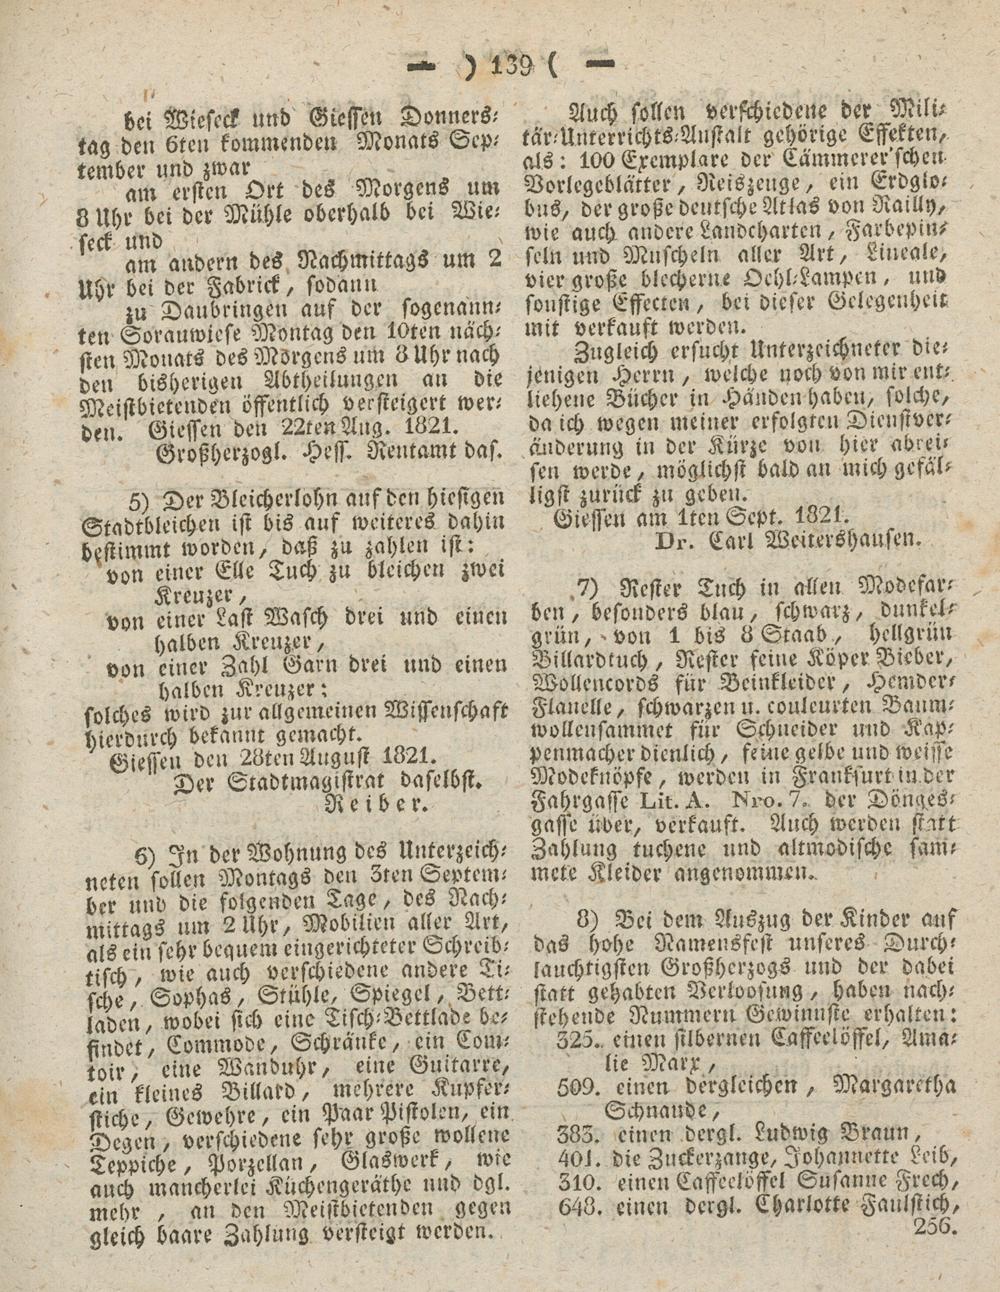 — ) 139 ( —
bei Wieseck und Giessen Donners-
tag den 6ten kommenden Monats Sep-
tember und zwar
am ersten Ort des Morgens um
8 Uhr bei der Mühle oberhalb bei Wie-
seck und
am andern des Nachmittags um 2
Uhr bei der Fabrick, sodann
zu Daubringen auf der sogenann-
ten Sorauwiese Montag den 10ten näch-
sten Monats des Morgens um 8 Uhr nach
den bisherigen Abtheilungen an die
Meistbietenden öffentlich versteigert wer-
den. Giessen den 22ten Aug. 1821.
Großherzogl. Hess. Rentamt das.
5) Der Bleicherlohn auf den hiesigen
Stadtbleichen ist bis auf weiteres dahin
bestimmt worden, daß zu zahlen ist:
von einer Elle Tuch zu bleichen zwei
Kreuzer,
von einer Last Wasch drei und einen
halben Kreuzer,
von einer Zahl Garn drei und einen
halben Kreuzer;
solches wird zur allgemeinen Wissenschaft
hierdurch bekannt gemacht.
Giessen den 28ten August 1821.
Der Stadtmagistrat daselbst.
Reiber.
6) In der Wohnung des Unterzeich-
neten sollen Montags den 3ten Septem-
ber und die folgenden Tage, des Nach-
mittags um 2 Uhr, Mobilien aller Art,
als ein sehr bequem eingerichteter Schreib-
tisch, wie auch verschiedene andere Ti-
sche, Sophas, Stühle, Spiegel, Bett-
laden, wobei sich eine Tisch-Bettlade be-
findet, Commode, Schränke, ein Com-
toir, eine Wanduhr, eine Guitarre,
ein kleines Billard, mehrere Kupfer-
stiche, Gewehre, ein Paar Pistolen, ein
Degen, verschiedene sehr große wollene
Teppiche, Porzellan, Glaswerk, wie
auch mancherlei Küchengeräthe und dgl.
mehr, an den Meistbietenden gegen
gleich baare Zahlung versteigt werden.
Auch sollen verschiedene der Mili-
tär-Unterrichts-Anstalt gehörige Effekten,
als: 100 Exemplare der Cämmerer'schen
Vorlegeblätter, Reiszeuge, ein Erdglo-
bus, der große deutsche Atlas von Railly,
wie auch andere Landcharten, Farbepin-
seln und Muscheln aller Art, Lineale,
vier große blecherne Oehl-Lampen, und
sonstige Effecten, bei dieser Gelegenheit
mit verkauft werden.
Zugleich ersucht Unterzeichneter die-
jenigen Herrn, welche noch von mir ent-
liehene Bücher in Händen haben, solche,
da ich wegen meiner erfolgten Dienstver-
änderung in der Kürze von hier abrei-
sen werde, möglichst bald an mich gefäl-
ligst zurück zu geben.
Giessen am 1ten Sept. 1821.
Dr. Carl Weitershausen.
7) Rester Tuch in allen Modefar-
ben, besonders blau, schwarz, dunkel-
grün, von 1 bis 8 Staab, hellgrün
Billardtuch, Rester feine Köper Bieber,
Wollencords für Beinkleider, Hemder-
Flanelle, schwarzen u. couleurten Baum-
wollensammet für Schneider und Kap-
penmacher dienlich, feine gelbe und weisse
Modeknöpfe, werden in Frankfurt in der
Fahrgasse Lit. A. Nro. 7. der Dönges-
gasse über, verkauft. Auch werden statt
Zahlung tuchene und altmodische sam-
mete Kleider angenommen.
8) Bei dem Auszug der Kinder auf
das hohe Namensfest unseres Durch-
lauchtigsten Großherzogs und der dabei
statt gehabten Verloosung, haben nach-
stehende Nummern Gewinnste erhalten:
325. einen silbernen Caffeelöffel, Ama-
lie Marx,
509. einen dergleichen, Margaretha
Schnaude,
383. einen dergl. Ludwig Braun,
401. die Zuckerzange, Johannette Leib,
310. einen Caffeelöffel Susanne Frech,
648. einen dergl. Charlotte Faulstich,
256.